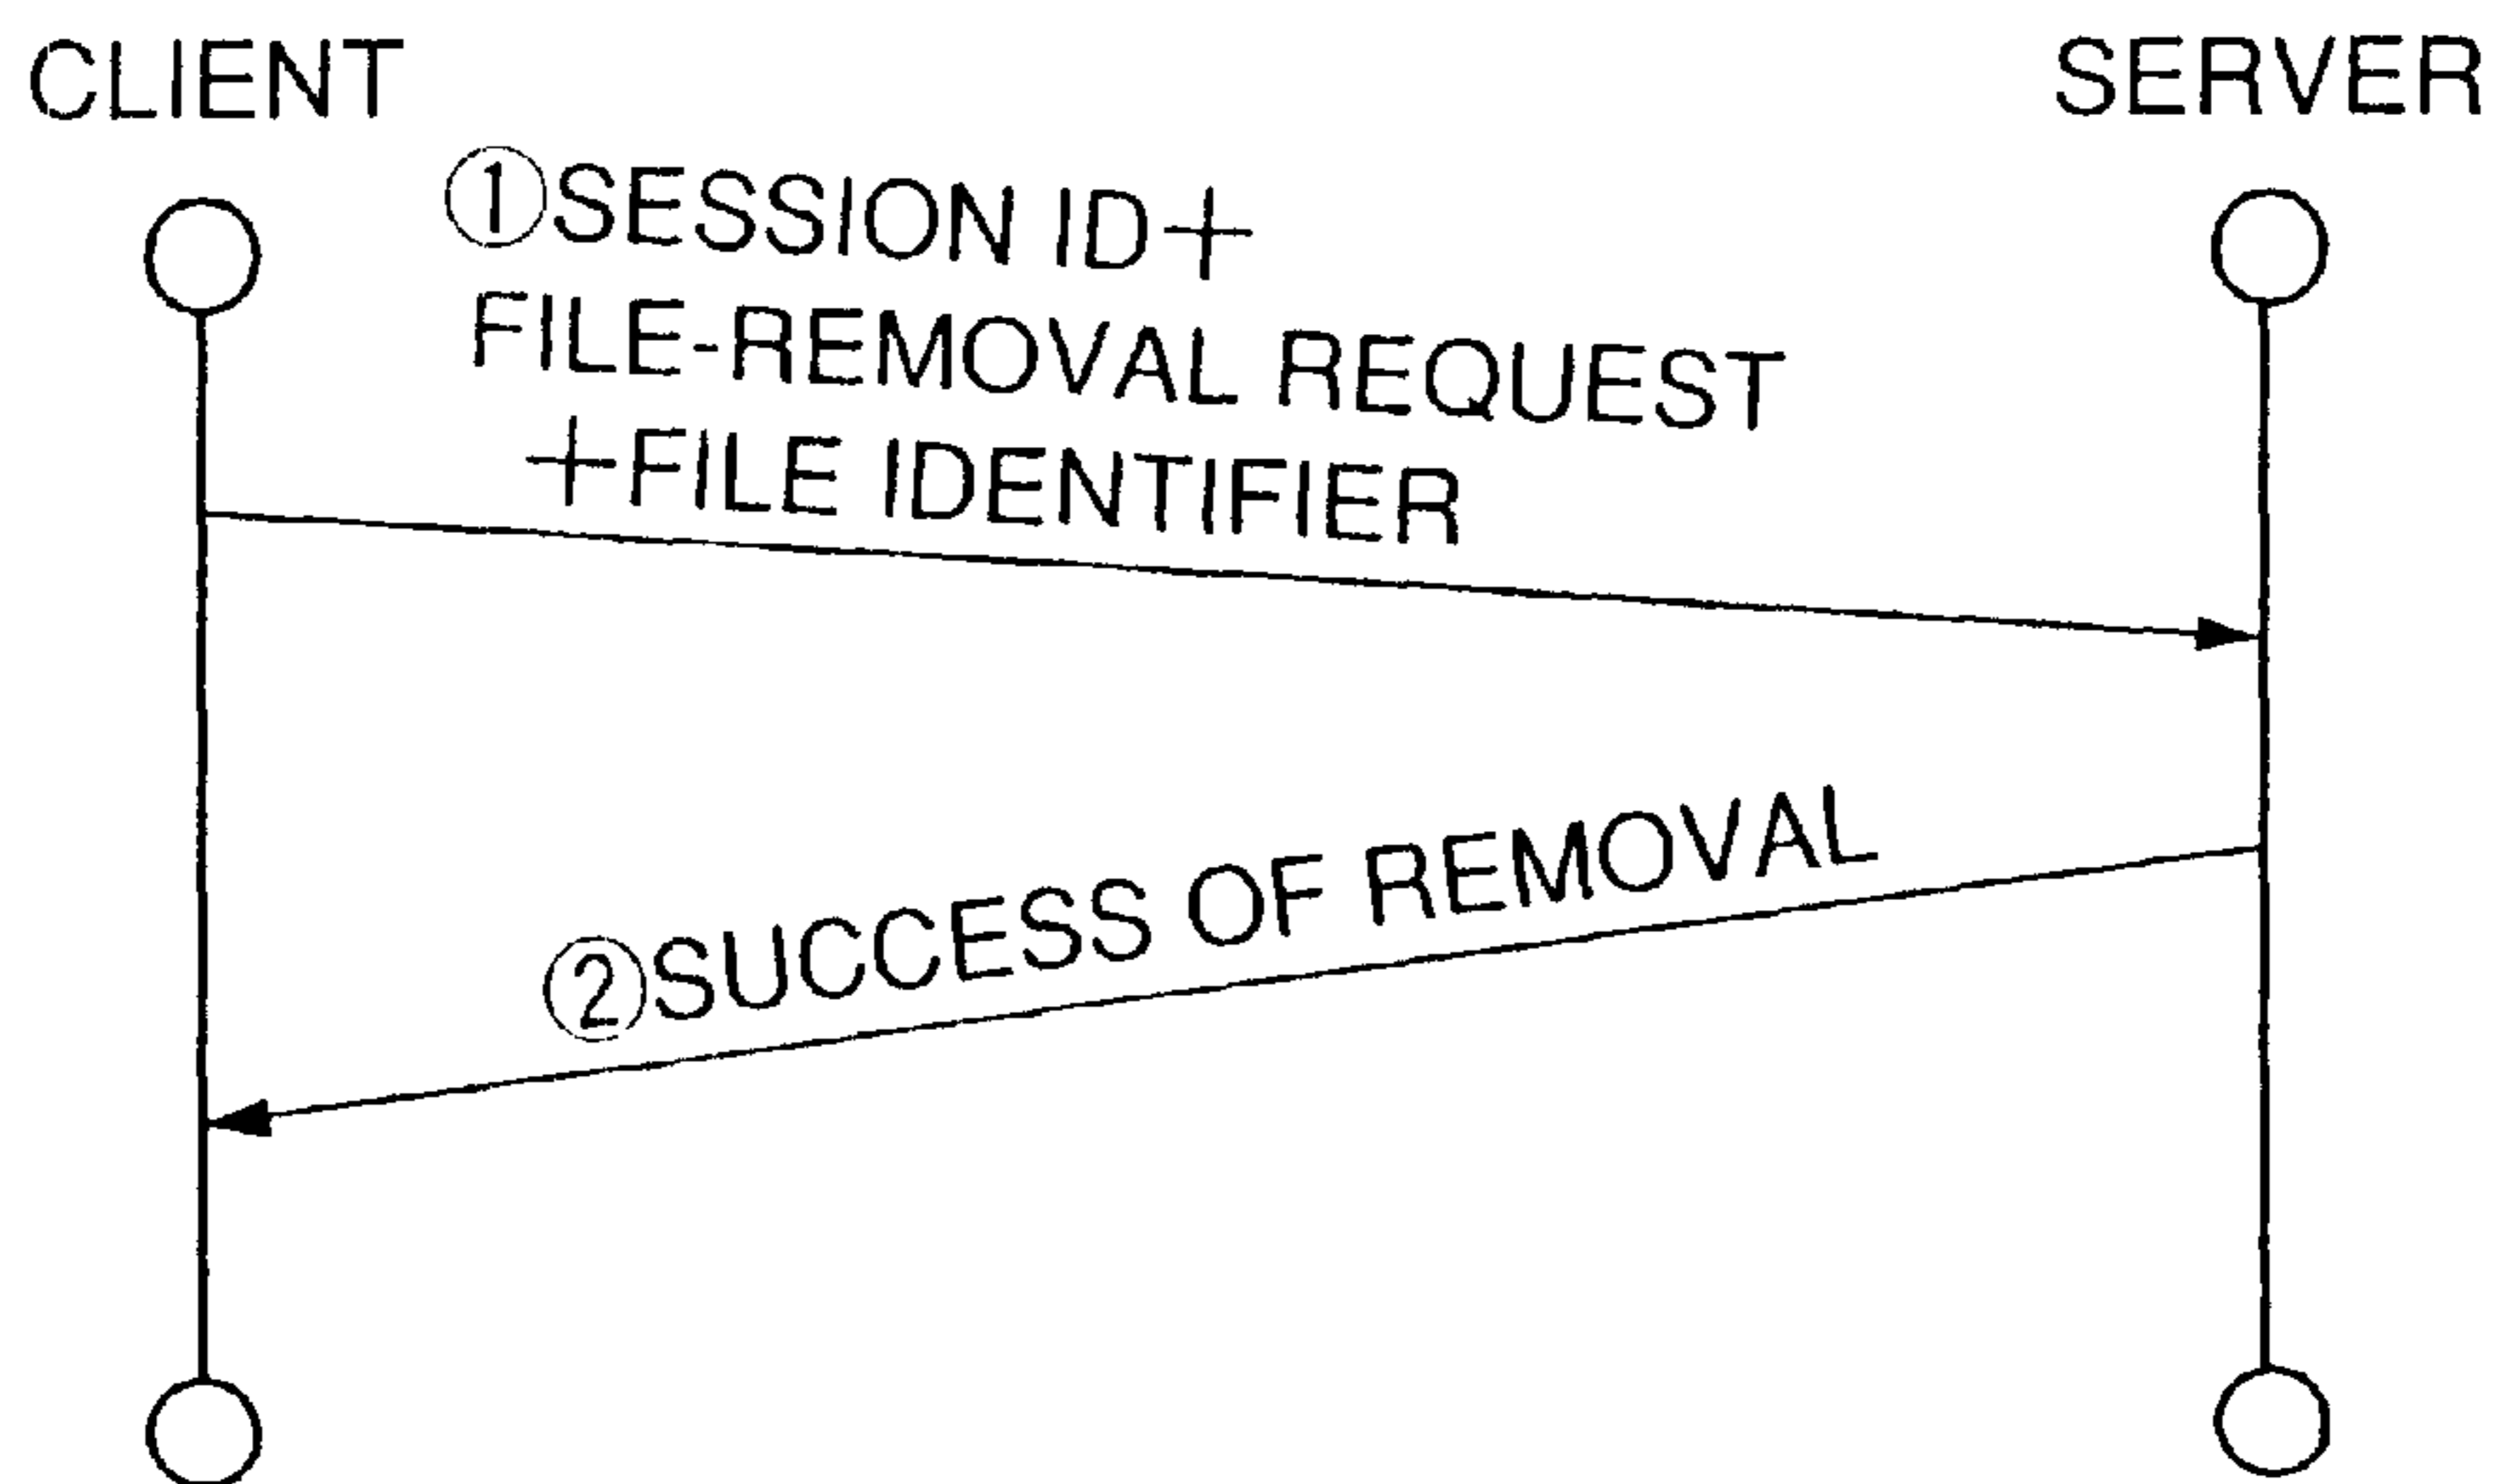 CLIENT
SERVER
①SESSION ID+
FILE-REMOVAL REQUEST
+FILE IDENTIFIER
②SUCCESS OF REMOVAL